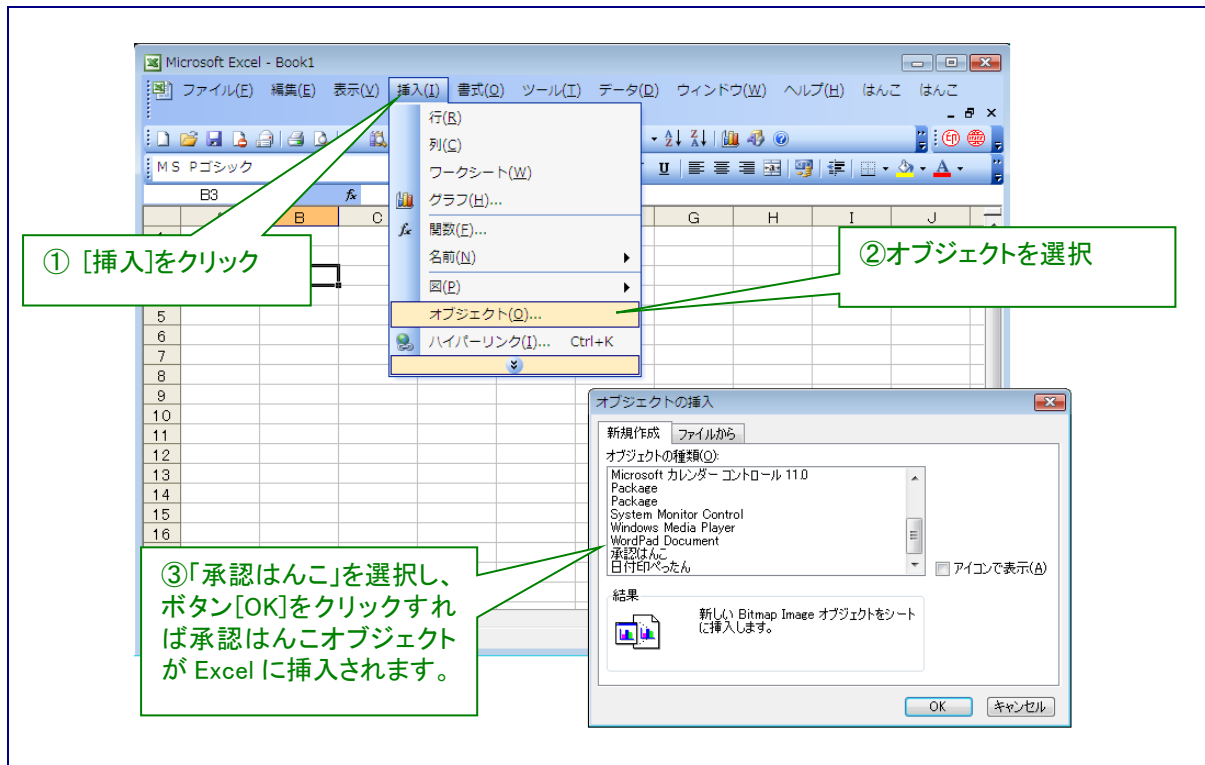 Microsoft Excel - Book1
ファイル(F) 編集(E) 表示(V) 挿入(I) 書式(O) ツール(T) データ(D) ウィンドウ(W) ヘルプ(H) はんこ はんこ
行(R)
列(C)
MS Pゴシック
ワークシート(W)
B3
グラフ(H)...
B C G H I J
関数(F)...
① [挿入]をクリック
②オブジェクトを選択
名前(N)
図(P)
オブジェクト(O)...
ハイパーリンク(I)... Ctrl+K
5
6
7
8
9
10
11
12
13
14
15
16
オブジェクトの挿入
新規作成 ファイルから
オブジェクトの種類(O):
Microsoft カレンダー コントロール 11.0
Package
Package
System Monitor Control
Windows Media Player
WordPad Document
承認はんこ
日付印ぺったん
アイコンで表示(A)
結果
新しい Bitmap Image オブジェクトをシート
に挿入します。
OK キャンセル
③「承認はんこ」を選択し、
ボタン[OK]をクリックすれ
ば承認はんこオブジェクト
が Excel に挿入されます。